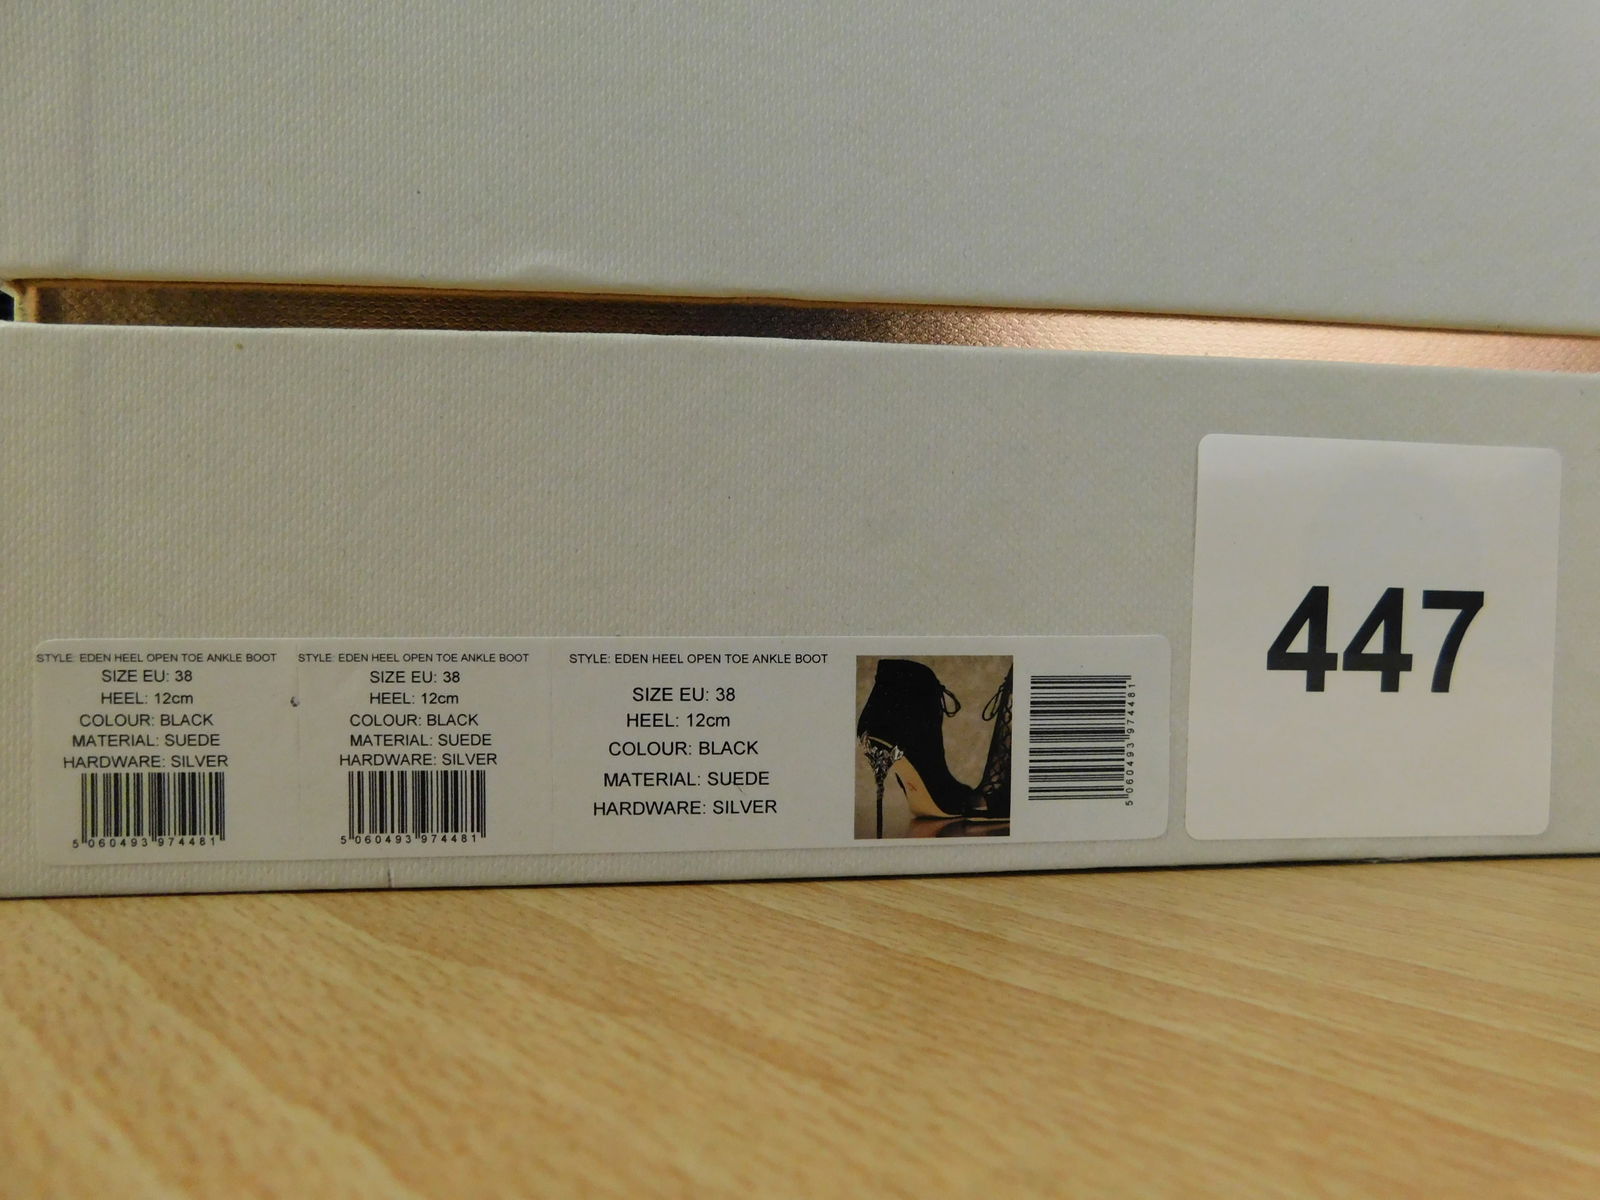 STYLE: EDEN HEEL OPEN TOE ANKLE BOOT
SIZE EU: 38
HEEL: 12cm
COLOUR: BLACK
MATERIAL: SUEDE
HARDWARE: SILVER
5 060493 974481
STYLE: EDEN HEEL OPEN TOE ANKLE BOOT
SIZE EU: 38
HEEL: 12cm
COLOUR: BLACK
MATERIAL: SUEDE
HARDWARE: SILVER
5 060493 974481
STYLE: EDEN HEEL OPEN TOE ANKLE BOOT
SIZE EU: 38
HEEL: 12cm
COLOUR: BLACK
MATERIAL: SUEDE
HARDWARE: SILVER
5 060493 974481
447